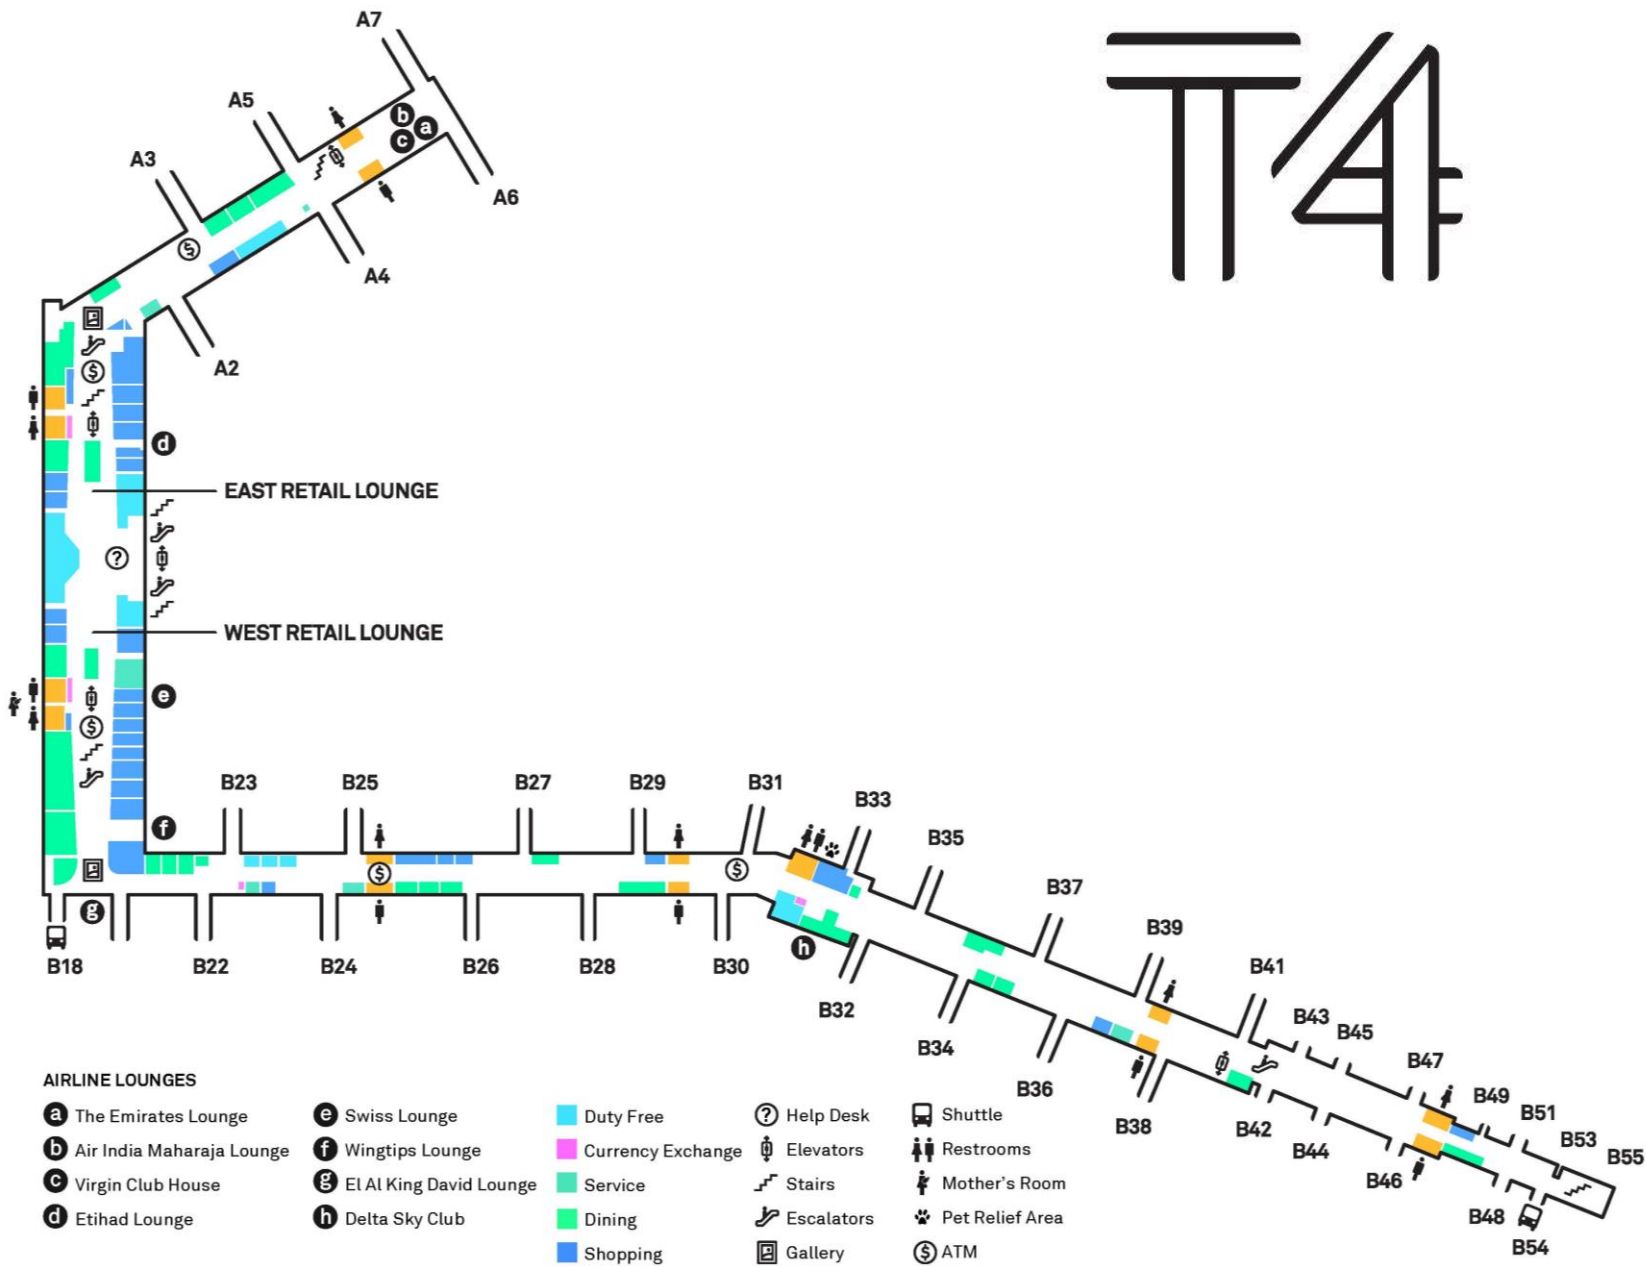 T4
A7
A5
A3
A6
A4
A2
d
b
a
c
EAST RETAIL LOUNGE
?
WEST RETAIL LOUNGE
$
e
f
g
h
B23
B25
B27
B29
B31
B33
B35
B37
B39
B41
B43
B45
B47
B49
B51
B53
B55
B18
B22
B24
B26
B28
B30
B32
B34
B36
B38
B42
B44
B46
B48
B54
AIRLINE LOUNGES
a The Emirates Lounge
b Air India Maharaja Lounge
c Virgin Club House
d Etihad Lounge
e Swiss Lounge
f Wingtips Lounge
g El Al King David Lounge
h Delta Sky Club
Duty Free
Currency Exchange
Service
Dining
Shopping
? Help Desk
Elevators
Stairs
Escalators
Gallery
Shuttle
Restrooms
Mother's Room
Pet Relief Area
$ ATM